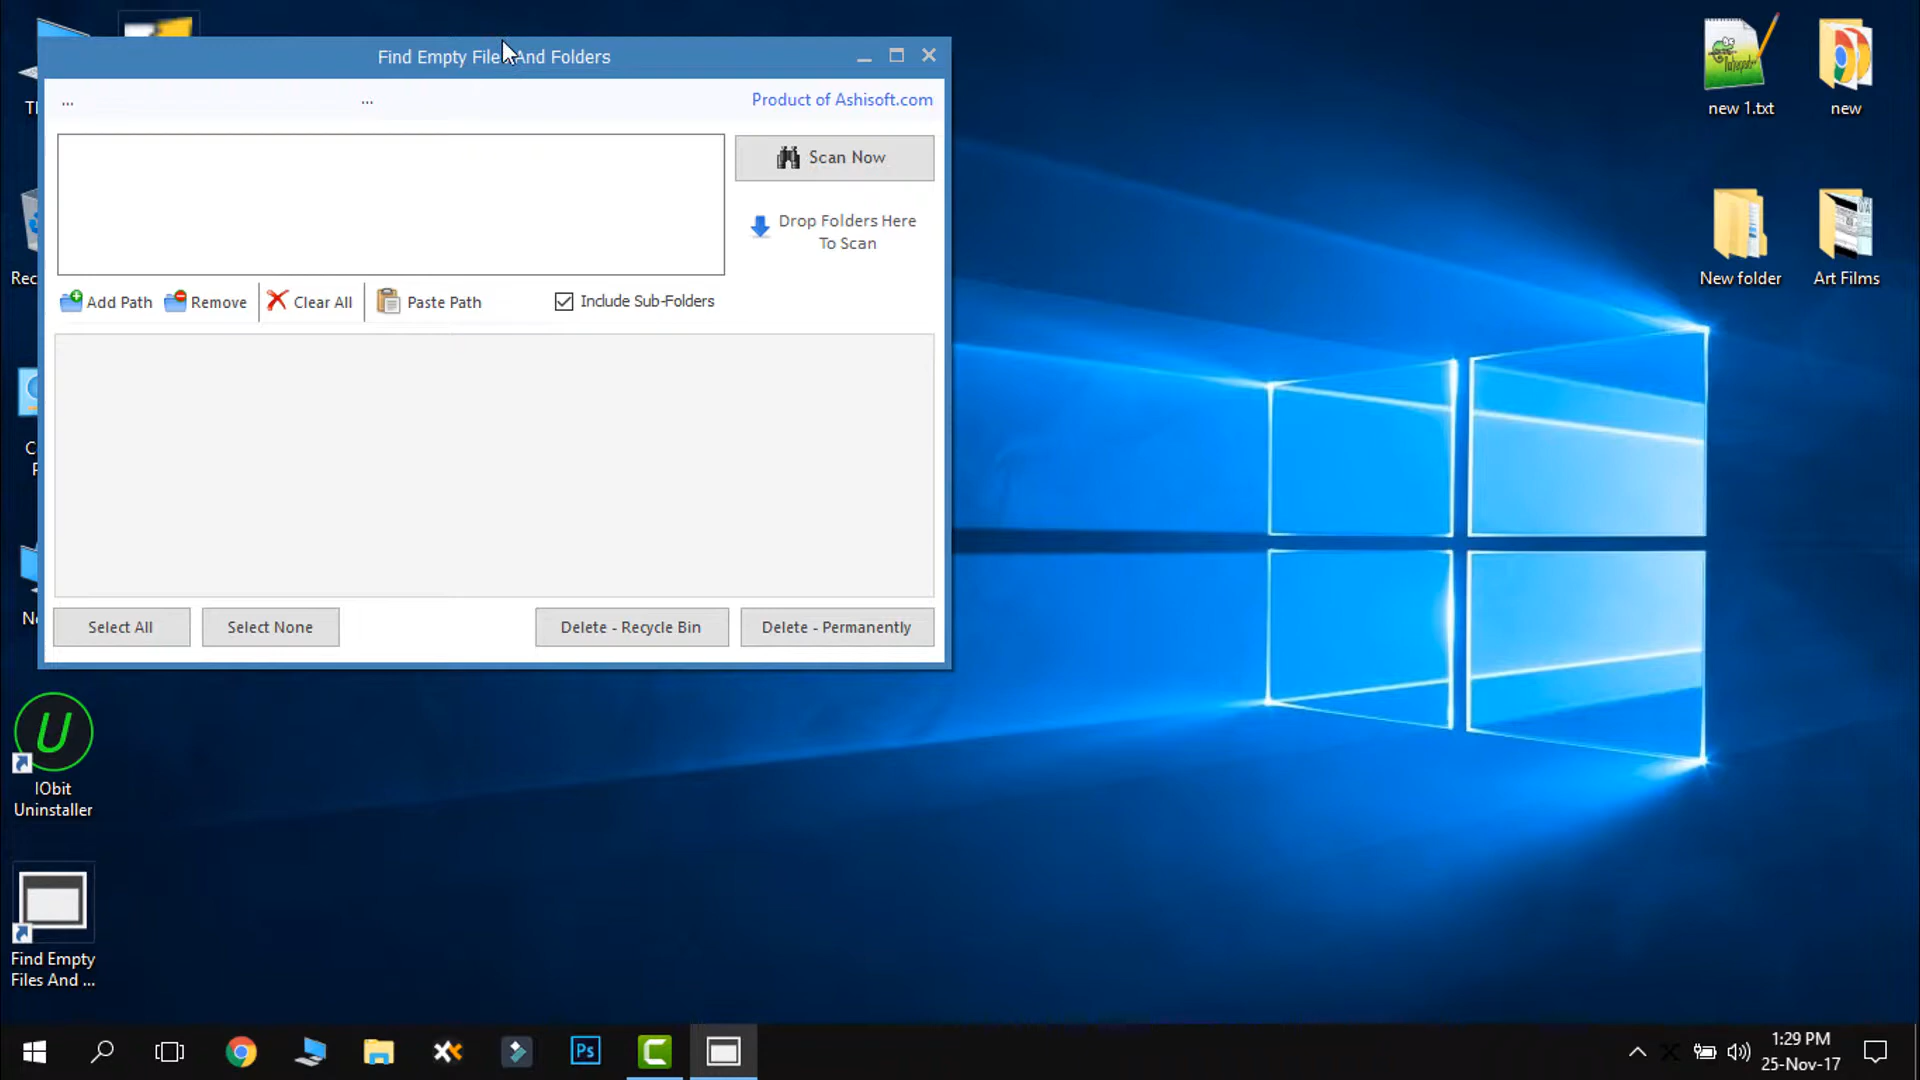 Find Empty Files And Folders
...
...
Product of Ashisoft.com
Scan Now
Drop Folders Here
To Scan
Add Path
Remove
Clear All
Paste Path
Include Sub-Folders
Select All
Select None
Delete - Recycle Bin
Delete - Permanently
new 1.txt
new
New folder
Art Films
Rec
IObit
Uninstaller
Find Empty
Files And ...
Ps
1:29 PM
25-Nov-17